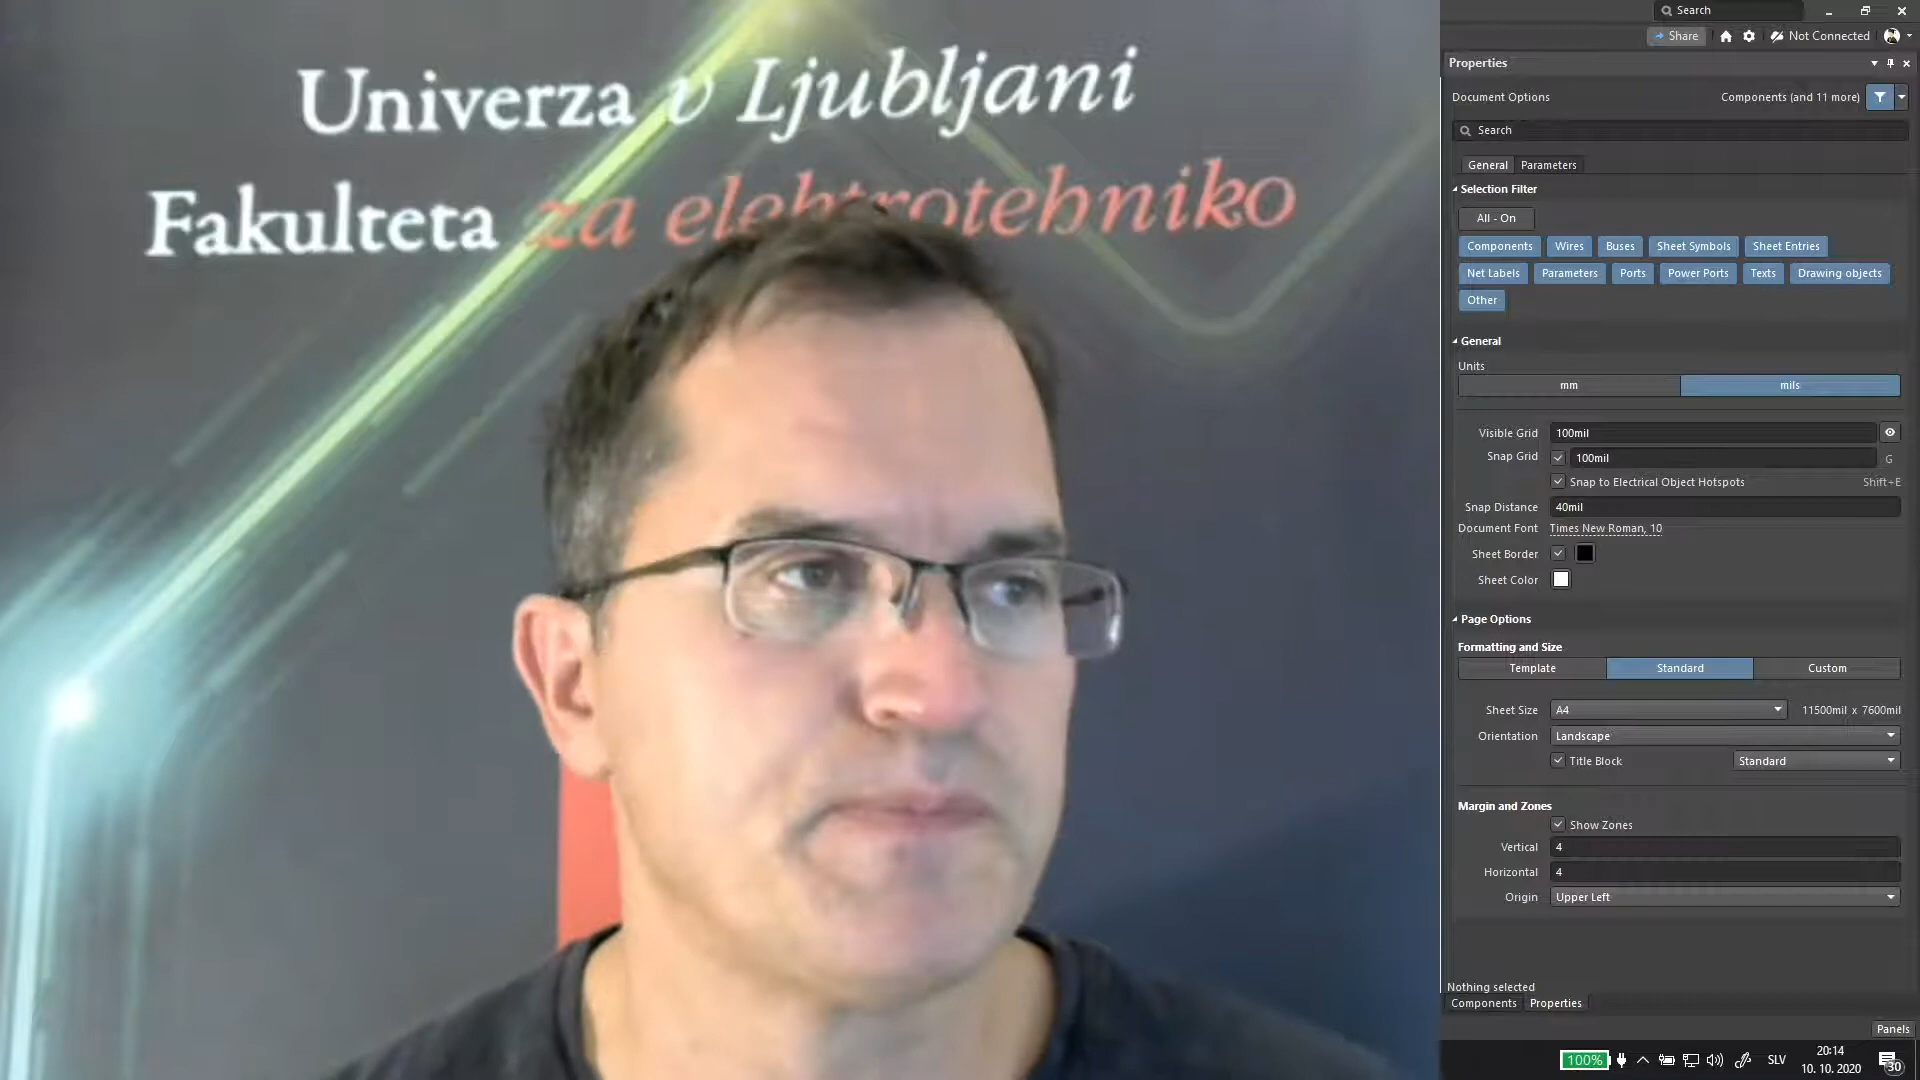 Univerza v Ljubljani
Fakulteta za elektrotehniko
Search
Share
Not Connected
Properties
Document Options
Components (and 11 more)
Search
General
Parameters
Selection Filter
All - On
Components
Wires
Buses
Sheet Symbols
Sheet Entries
Net Labels
Parameters
Ports
Power Ports
Texts
Drawing objects
Other
General
Units
mm
mils
Visible Grid
100mil
Snap Grid
100mil
G
Snap to Electrical Object Hotspots
Shift+E
Snap Distance
40mil
Document Font
Times New Roman, 10
Sheet Border
Sheet Color
Page Options
Formatting and Size
Template
Standard
Custom
Sheet Size
A4
11500mil x 7600mil
Orientation
Landscape
Title Block
Standard
Margin and Zones
Show Zones
Vertical
4
Horizontal
4
Origin
Upper Left
Nothing selected
Components
Properties
Panels
100%
SLV
20:14
10. 10. 2020
30